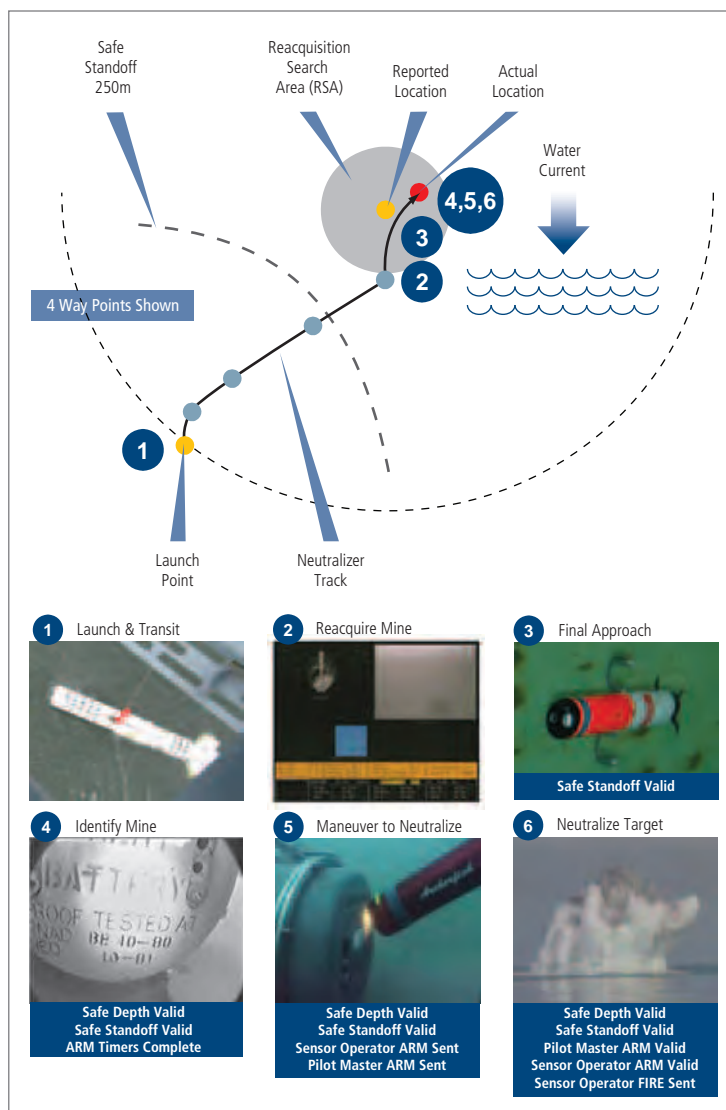 Safe
Standoff
250m
Reacquisition
Search
Area (RSA)
Reported
Location
Actual
Location
Water
Current
4,5,6
3
2
4 Way Points Shown
1
Launch
Point
Neutralizer
Track
1 Launch & Transit
2 Reacquire Mine
3 Final Approach
Safe Standoff Valid
4 Identify Mine
BATTERY
PROOF TESTED AT
BE 10-80
10-81
Safe Depth Valid
Safe Standoff Valid
ARM Timers Complete
5 Maneuver to Neutralize
Archerfish
Safe Depth Valid
Safe Standoff Valid
Sensor Operator ARM Sent
Pilot Master ARM Sent
6 Neutralize Target
Safe Depth Valid
Safe Standoff Valid
Pilot Master ARM Valid
Sensor Operator ARM Valid
Sensor Operator FIRE Sent